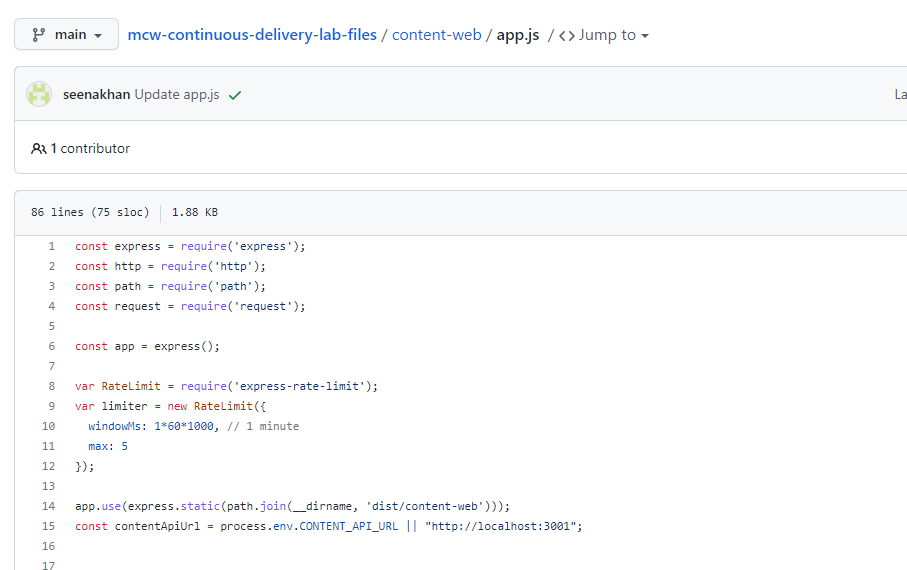 main
mcw-continuous-delivery-lab-files / content-web / app.js / <> Jump to
seenakhan Update app.js
La
1 contributor
86 lines (75 sloc) 1.88 KB
1 const express = require('express');
2 const http = require('http');
3 const path = require('path');
4 const request = require('request');
5
6 const app = express();
7
8 var RateLimit = require('express-rate-limit');
9 var limiter = new RateLimit({
10   windowMs: 1*60*1000, // 1 minute
11   max: 5
12 });
13
14 app.use(express.static(path.join(__dirname, 'dist/content-web')));
15 const contentApiUrl = process.env.CONTENT_API_URL || "http://localhost:3001";
16
17